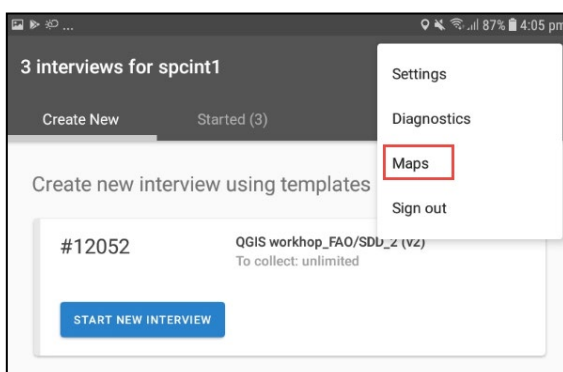 ... 87% 4:05 pm
3 interviews for spcint1
Settings
Create New Started (3)
Diagnostics
Maps
Create new interview using templates
Sign out
#12052 QGIS workhop_FAO/SDD_2 (v2)
To collect: unlimited
START NEW INTERVIEW